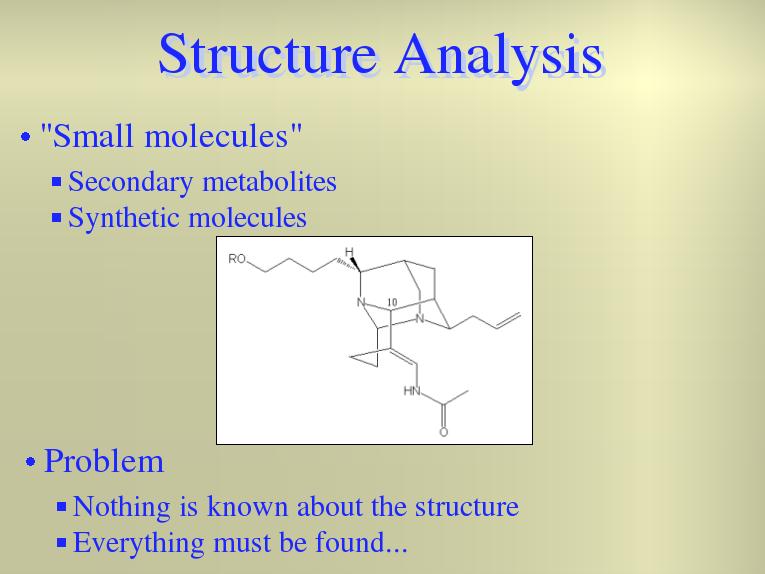 Structure Analysis
• "Small molecules"
▪ Secondary metabolites
▪ Synthetic molecules
H
RO
N
10
N
HN
O
• Problem
▪ Nothing is known about the structure
▪ Everything must be found...